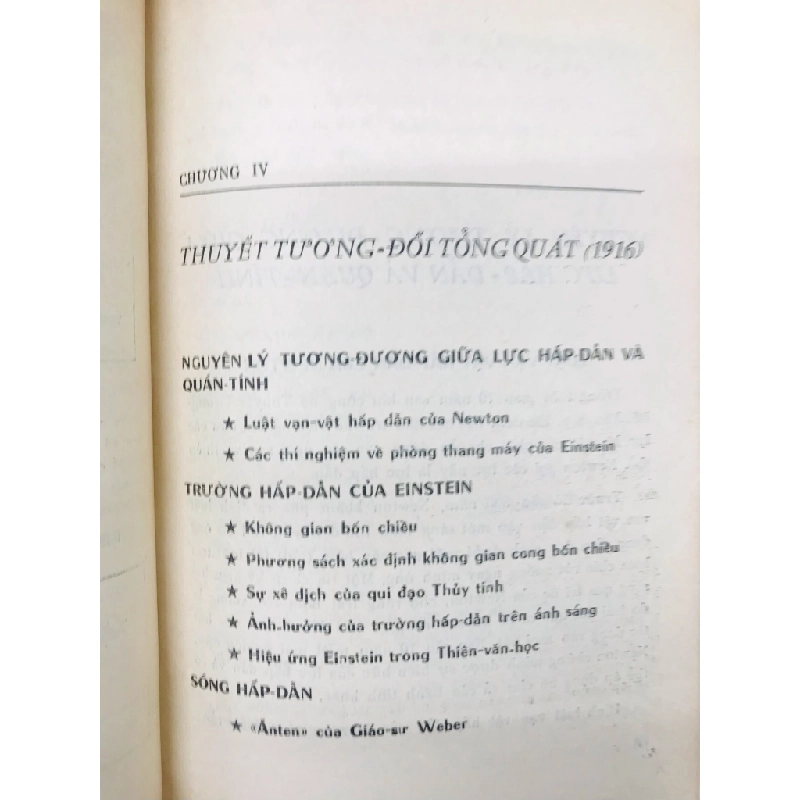 CHƯƠNG IV
THUYẾT TƯƠNG-ĐỐI TỔNG QUÁT (1916)
NGUYÊN LÝ TƯƠNG-ĐƯƠNG GIỮA LỰC HẤP-DẪN VÀ
QUÁN-TÍNH
★ Luật vạn-vật hấp dẫn của Newton
★ Các thí nghiệm về phòng thang máy của Einstein
TRƯỜNG HẤP-DẪN CỦA EINSTEIN
★ Không gian bốn chiều
★ Phương sách xác định không gian cong bốn chiều
★ Sự xê dịch của qui đạo Thủy tinh
★ Ảnh-hưởng của trường hấp-dẫn trên ánh sáng
★ Hiệu ứng Einstein trong Thiên-văn-học
SÓNG HẤP-DẪN
★ «Ănten» của Giáo-sư Weber